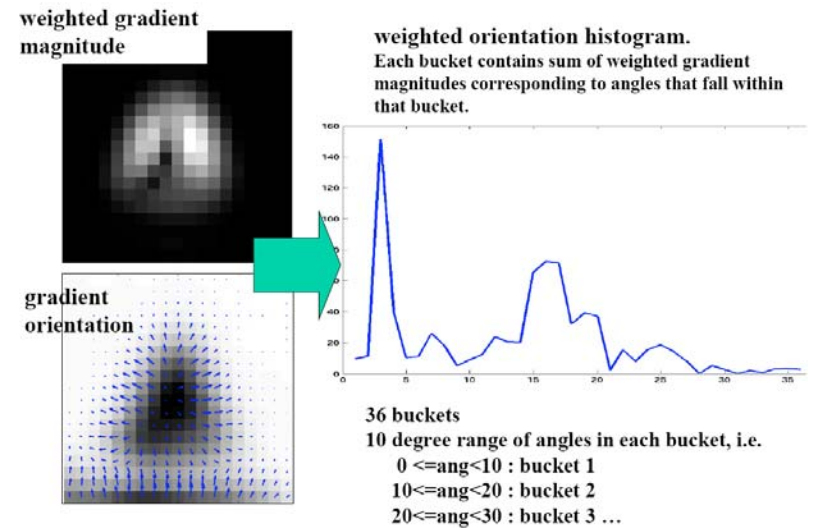 weighted gradient
magnitude
weighted orientation histogram.
Each bucket contains sum of weighted gradient
magnitudes corresponding to angles that fall within
that bucket.
160
140
120
100
80
60
40
20
0
0 5 10 15 20 25 30 35
gradient
orientation
36 buckets
10 degree range of angles in each bucket, i.e.
0 <=ang<10 : bucket 1
10<=ang<20 : bucket 2
20<=ang<30 : bucket 3 …